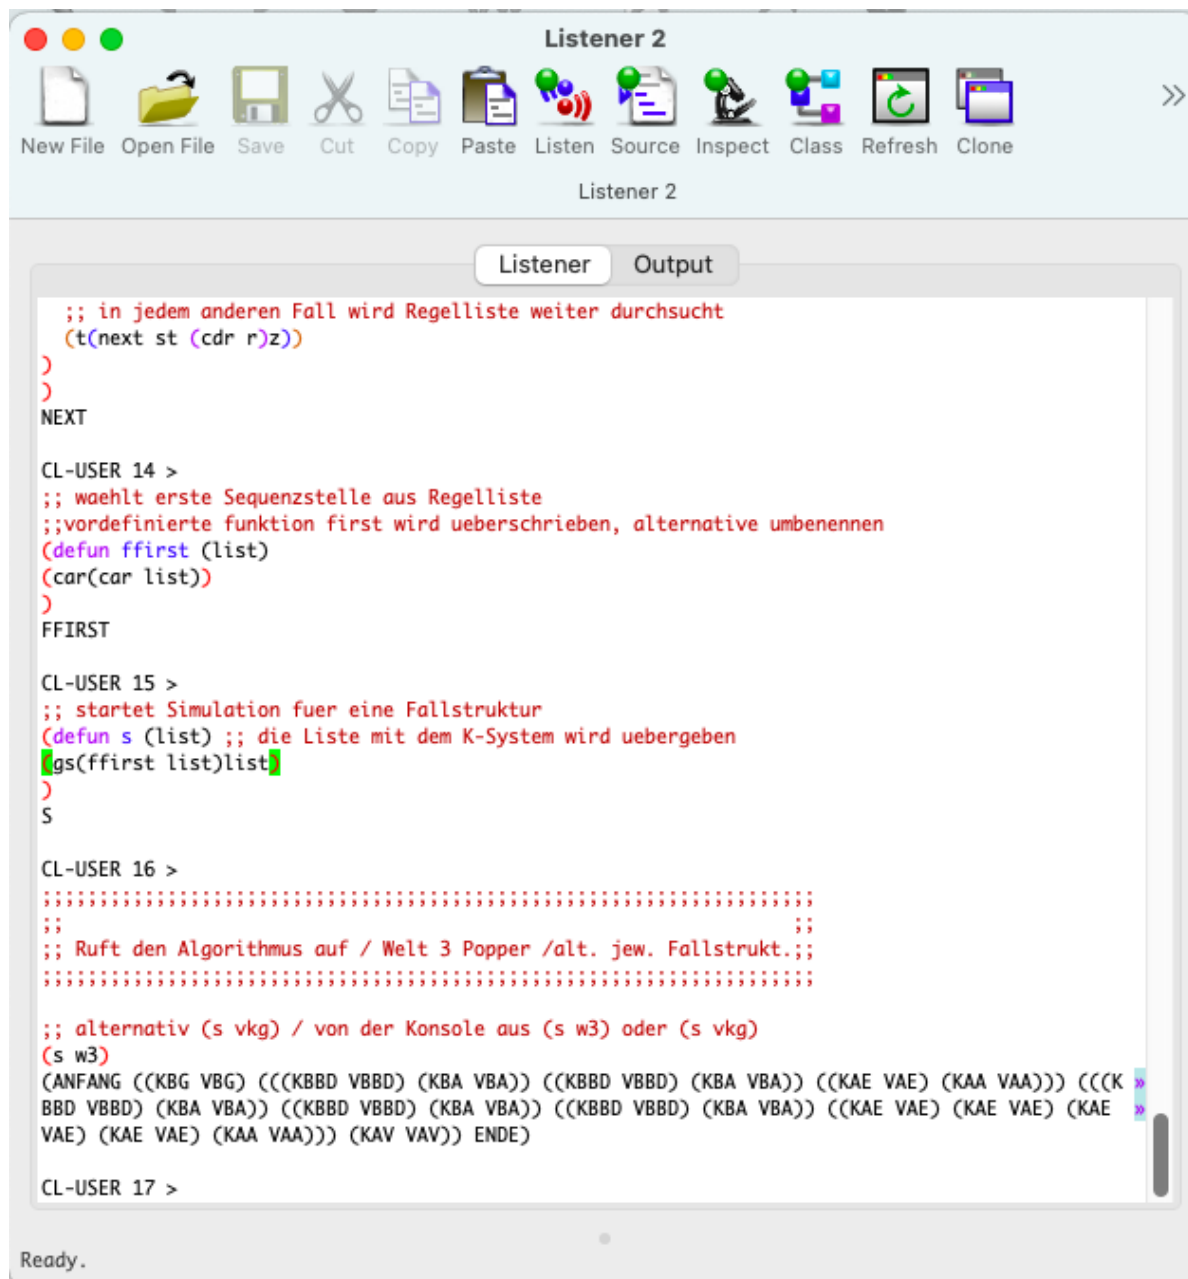 Listener 2
New File Open File Save Cut Copy Paste Listen Source Inspect Class Refresh Clone
Listener 2
Listener Output
;; in jedem anderen Fall wird Regelliste weiter durchsucht
(t(next st (cdr r)z))
)
)
NEXT
CL-USER 14 >
;; waehlt erste Sequenzstelle aus Regelliste
;;vordefinierte funktion first wird ueberschrieben, alternative umbenennen
(defun ffirst (list)
(car(car list))
)
FFIRST
CL-USER 15 >
;; startet Simulation fuer eine Fallstruktur
(defun s (list) ;; die Liste mit dem K-System wird uebergeben
(gs(ffirst list)list)
)
S
CL-USER 16 >
;;;;;;;;;;;;;;;;;;;;;;;;;;;;;;;;;;;;;;;;;;;;;;;;;;;;;;;;;;;;;;;;;;;;
;; ;;
;; Ruft den Algorithmus auf / Welt 3 Popper /alt. jew. Fallstrukt.;;
;;;;;;;;;;;;;;;;;;;;;;;;;;;;;;;;;;;;;;;;;;;;;;;;;;;;;;;;;;;;;;;;;;;;
;; alternativ (s vkg) / von der Konsole aus (s w3) oder (s vkg)
(s w3)
(ANFANG ((KBG VBG) (((KBBD VBBD) (KBA VBA)) ((KBBD VBBD) (KBA VBA)) ((KAE VAE) (KAA VAA))) (((K »
BBD VBBD) (KBA VBA)) ((KBBD VBBD) (KBA VBA)) ((KBBD VBBD) (KBA VBA)) ((KAE VAE) (KAE VAE) (KAE »
VAE) (KAE VAE) (KAA VAA))) (KAV VAV)) ENDE)
CL-USER 17 >
Ready.